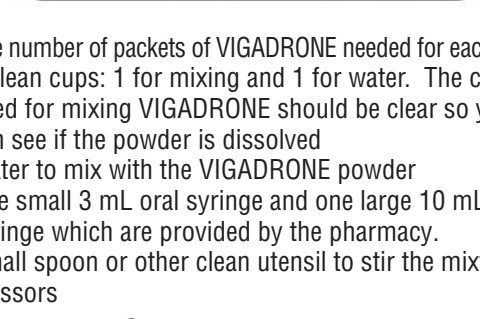 e number of packets of VIGADRONE needed for eac
lean cups: 1 for mixing and 1 for water. The c
ed for mixing VIGADRONE should be clear so y
n see if the powder is dissolved
ter to mix with the VIGADRONE powder
e small 3 mL oral syringe and one large 10 mL
inge which are provided by the pharmacy.
nall spoon or other clean utensil to stir the mix
ssors